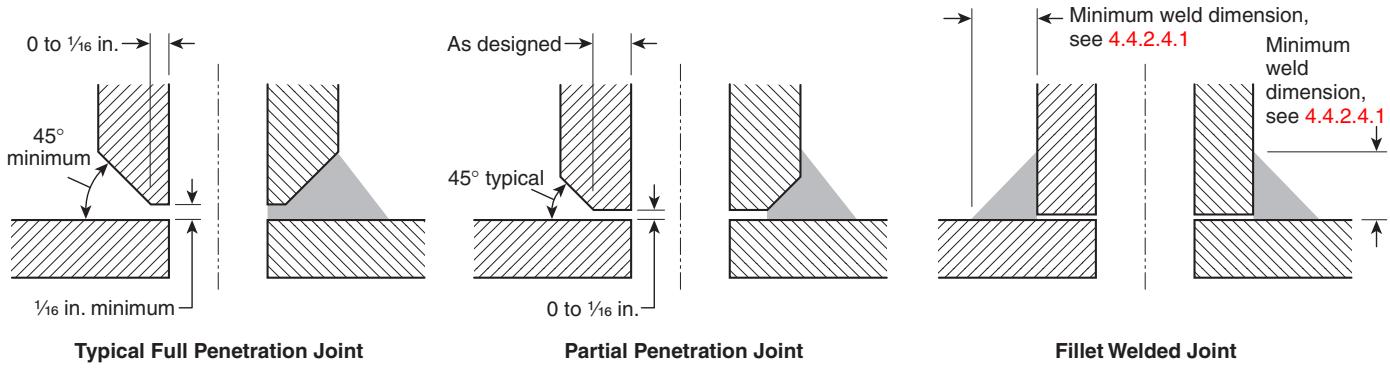 0 to 1⁄16 in.
45°
minimum
1⁄16 in. minimum
Typical Full Penetration Joint
As designed
45° typical
0 to 1⁄16 in.
Partial Penetration Joint
Minimum weld dimension,
see 4.4.2.4.1
Minimum
weld
dimension,
see 4.4.2.4.1
Fillet Welded Joint